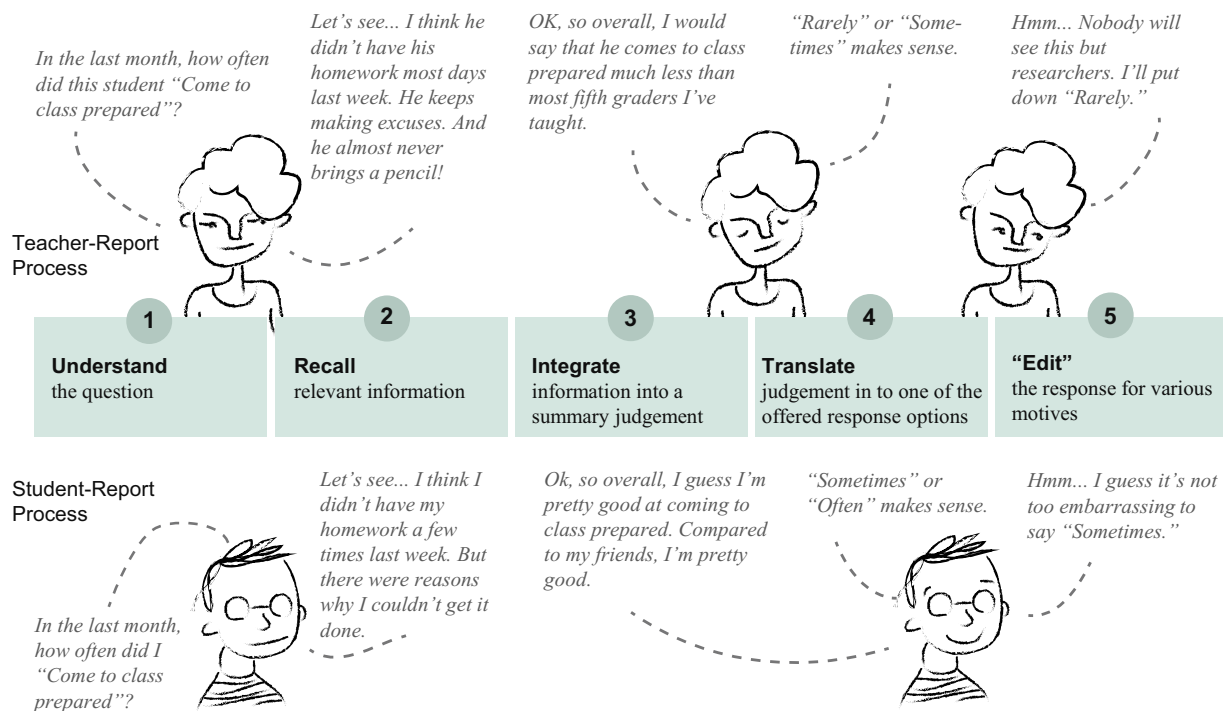 In the last month, how often
did this student “Come to
class prepared”?
Let’s see... I think he
didn’t have his
homework most days
last week. He keeps
making excuses. And
he almost never
brings a pencil!
OK, so overall, I would
say that he comes to class
prepared much less than
most fifth graders I’ve
taught.
“Rarely” or “Some-
times” makes sense.
Hmm... Nobody will
see this but
researchers. I’ll put
down “Rarely.”
Teacher-Report
Process
1
Understand
the question
2
Recall
relevant information
3
Integrate
information into a
summary judgement
4
Translate
judgement in to one of the
offered response options
5
“Edit”
the response for various
motives
Student-Report
Process
In the last month,
how often did I
“Come to class
prepared”?
Let’s see... I think I
didn’t have my
homework a few
times last week. But
there were reasons
why I couldn’t get it
done.
Ok, so overall, I guess I’m
pretty good at coming to
class prepared. Compared
to my friends, I’m pretty
good.
“Sometimes” or
“Often” makes sense.
Hmm... I guess it’s not
too embarrassing to
say “Sometimes.”